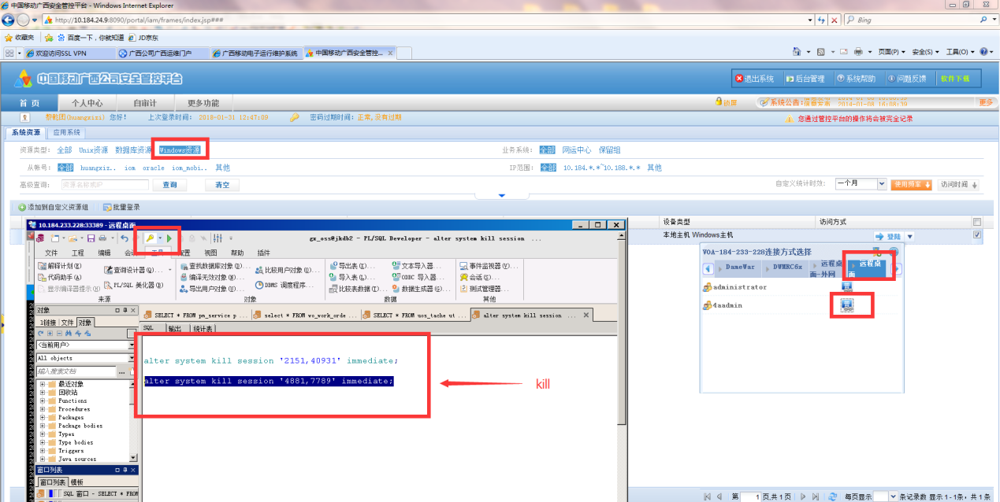 中国移动广西安全管控平台 - Windows Internet Explorer
http://10.184.24.9:8090/portal/iam/frames/index.jsp###
Bing
收藏夹 百度一下，你就知道 JD京东
欢迎访问SSL VPN 广西公司广西运维门户 广西移动电子运行维护系统 中国移动广西安全管控... 页面(P) 安全(S) 工具(O)
中国移动广西公司安全管控平台
退出系统 后台管理 系统帮助 问题反馈 软件下载
首 页 个人中心 自审计 更多功能 锁屏 系统公告: 2014-01-08 16:08:39 更多
您好! 上次登录时间: 2018-01-31 12:47:09 密码过期时间: 正常,没有过期 您通过管控平台的操作将会被完全记录
系统资源 应用系统
资源类型: 全部 Unix资源 数据库资源 Windows资源 业务系统: 全部 网运中心 保留组
从帐号: 全部 huangxiz.. iom oracle iom_mobi.. 其他 IP范围: 全部 10.184.*.*~10.188.*.* 其他
高级查询: 资源名称或IP 查询 清空 自定义统计时效: 一个月 使用频率 访问时间
添加到自定义资源组 批量登录
设备类型 访问方式
本地主机 Windows主机 登陆
10.184.233.228:33389 - 远程桌面
gx_oss@jkdb2 - PL/SQL Developer - alter system kill session ...
文件 工程 编辑 会话 工具 配置 视图 帮助 插件
解释计划(P) 查询设计器(Q)... 查找数据库对象(D)... 比较用户对象(O)... 导出表(C)... 文本导入器... 事件监视器(V)...
代码助手(A) PL/SQL 美化器(B) 编译无效对象(W)... DBMS 调度程序... 导入表(L)... ODBC 导入器... 会话(S)...
显示编译器提示(H) 导出用户对象(U)... 比较表数据(T)... 数据生成器(G)... 测试管理器...
来源 对象 数据 其他
对象
1链接 文件 对象
<当前用户>
All objects
输入搜索文档 ...
最近对象
回收站
Functions
Procedures
Packages
Package bodies
Types
Type bodies
Triggers
Java sources
窗口列表
窗口列表 模板
SQL 窗口 - SELECT * FROM
SELECT * FROM pm_service p ... select * FROM wo_work_orde ... SELECT * FROM uos_tache ut ... alter system kill session ...
SQL 输出 统计表
alter system kill session '2151,40931' immediate;
alter system kill session '4881,7789' immediate;
kill
VOA-184-233-228连接方式选择
DameWar DWMRC6x 远程桌面-外网 远程桌面
administrator
4aadmin
第 1 页,共 1 页 每页显示 条记录数 显示 1-1条, 共 1 条